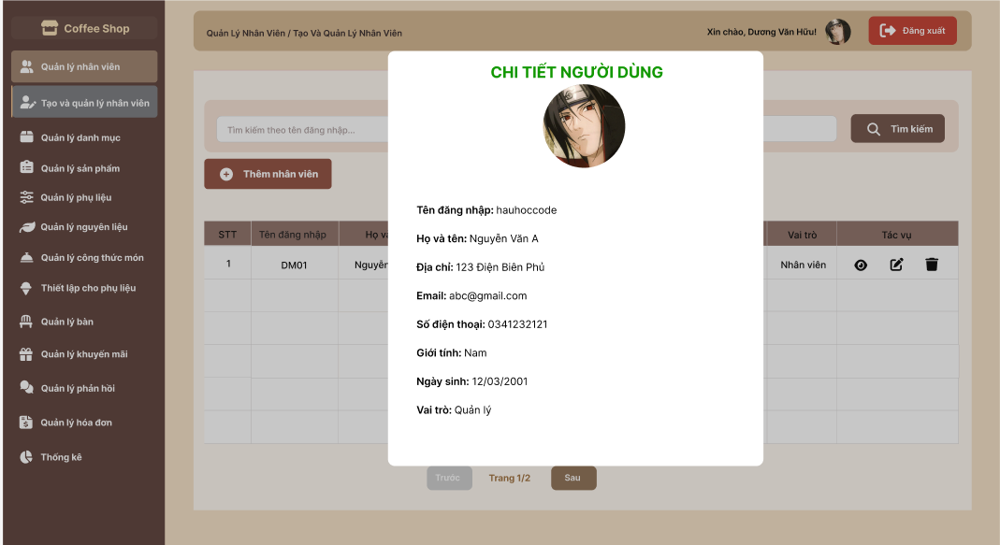 Coffee Shop
Quản lý nhân viên
Tạo và quản lý nhân viên
Quản lý danh mục
Quản lý sản phẩm
Quản lý phụ liệu
Quản lý nguyên liệu
Quản lý công thức món
Thiết lập cho phụ liệu
Quản lý bàn
Quản lý khuyến mãi
Quản lý phản hồi
Quản lý hóa đơn
Thống kê
Quản Lý Nhân Viên / Tạo Và Quản Lý Nhân Viên
Xin chào, Dương Văn Hữu!
Đăng xuất
Tìm kiếm theo tên đăng nhập...
Tìm kiếm
Thêm nhân viên
STT Tên đăng nhập Họ Vai trò Tác vụ
1 DM01 Nguyễn Nhân viên
CHI TIẾT NGƯỜI DÙNG
Tên đăng nhập: hauhoccode
Họ và tên: Nguyễn Văn A
Địa chỉ: 123 Điện Biên Phủ
Email: abc@gmail.com
Số điện thoại: 0341232121
Giới tính: Nam
Ngày sinh: 12/03/2001
Vai trò: Quản lý
Trước Trang 1/2 Sau